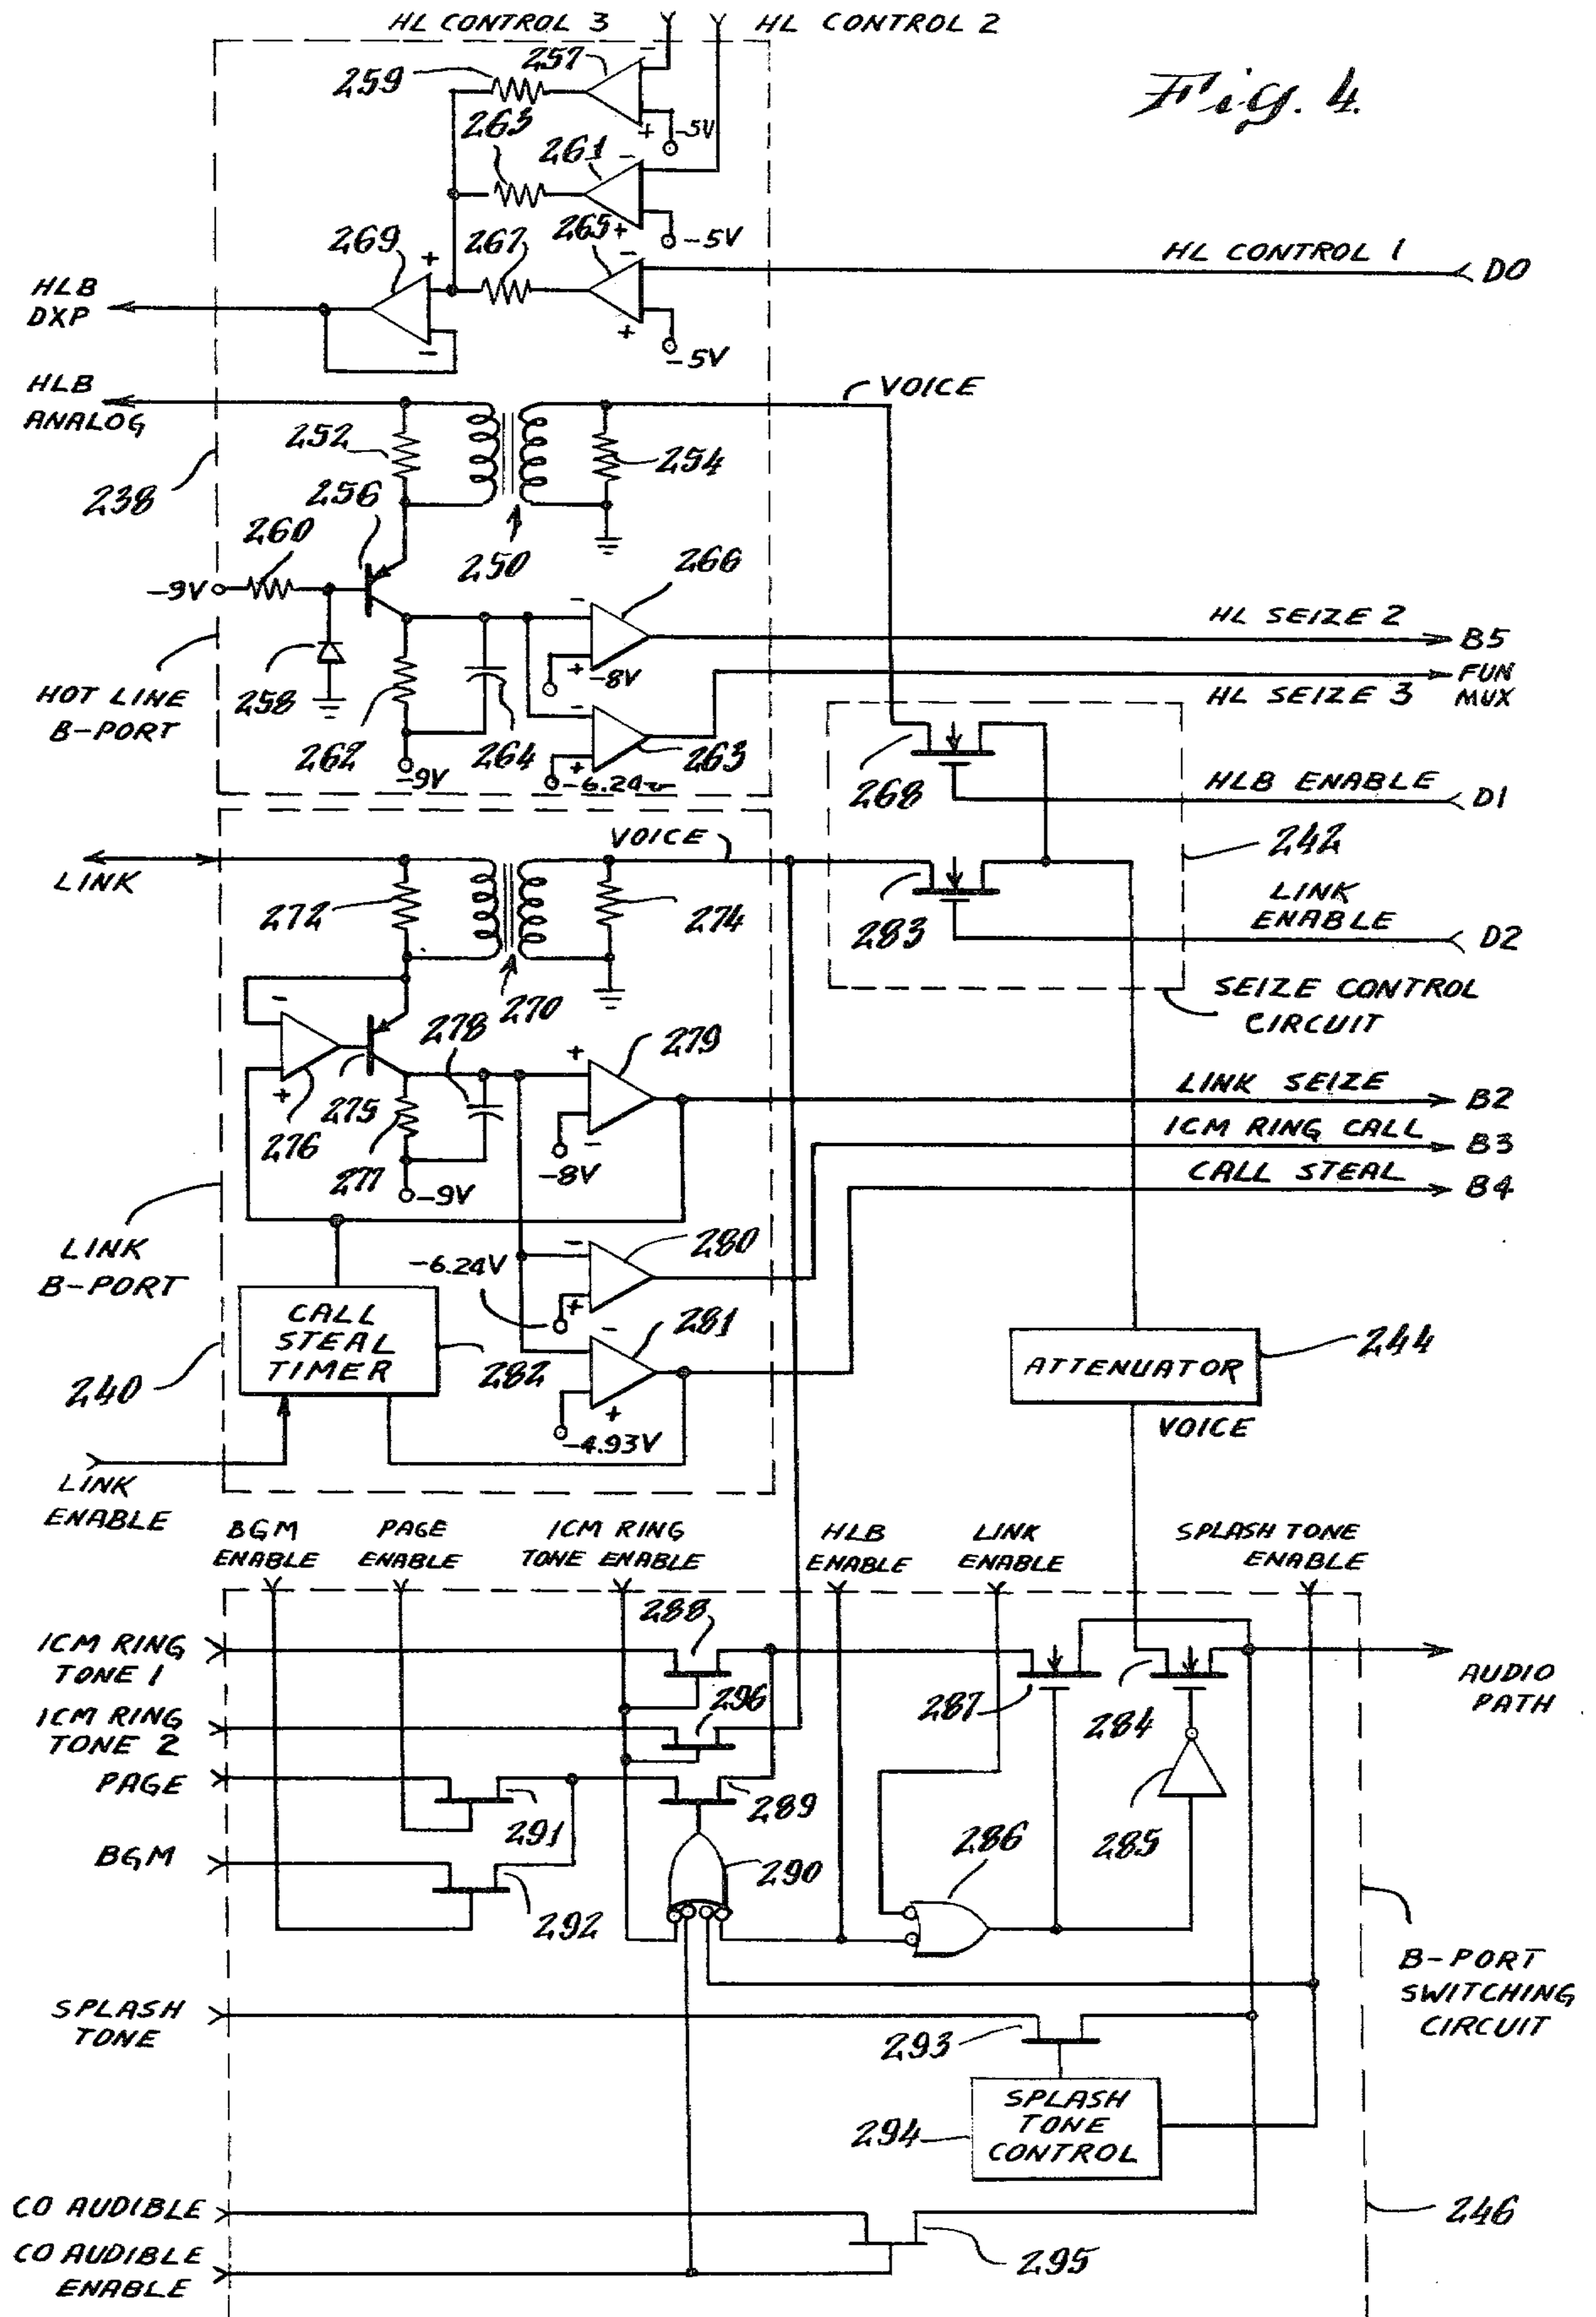 HL CONTROL 3
HL CONTROL 2
Fig. 4.
259
257
-
+
-5V
263
261
-
+
-5V
269
267
265
+
-
-
+
-5V
HL CONTROL 1
D0
HLB
DXP
HLB
ANALOG
VOICE
252
254
238
256
260
250
266
-9V
-
+
-8V
HL SEIZE 2
B5
HL SEIZE 3
FUN
MUX
258
HOT LINE
B-PORT
262
-9V
264
-
+
-6.24v
263
268
HLB ENABLE
D1
VOICE
242
LINK
272
274
283
LINK
ENABLE
D2
SEIZE CONTROL
CIRCUIT
-
+
276
275
278
270
279
277
-9V
+
-
-8V
LINK SEIZE
B2
ICM RING CALL
B3
CALL STEAL
B4
LINK
B-PORT
-6.24V
-
+
280
CALL
STEAL
TIMER
282
-
+
281
-4.93V
240
ATTENUATOR
244
VOICE
LINK
ENABLE
BGM
ENABLE
PAGE
ENABLE
ICM RING
TONE ENABLE
HLB
ENABLE
LINK
ENABLE
SPLASH TONE
ENABLE
288
ICM RING
TONE 1
296
287
284
AUDIO
PATH
ICM RING
TONE 2
PAGE
291
289
285
BGM
292
290
286
B-PORT
SWITCHING
CIRCUIT
SPLASH
TONE
293
SPLASH
TONE
CONTROL
294
CO AUDIBLE
246
CO AUDIBLE
ENABLE
295